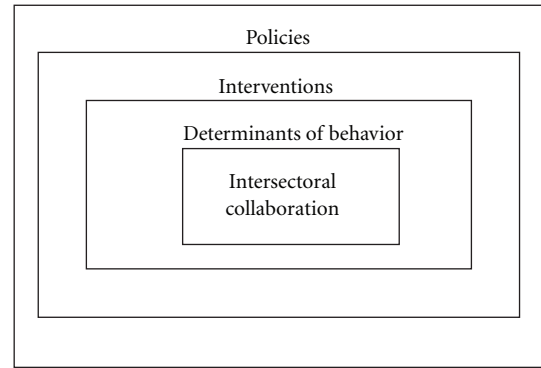 Policies
Interventions
Determinants of behavior
Intersectoral
collaboration